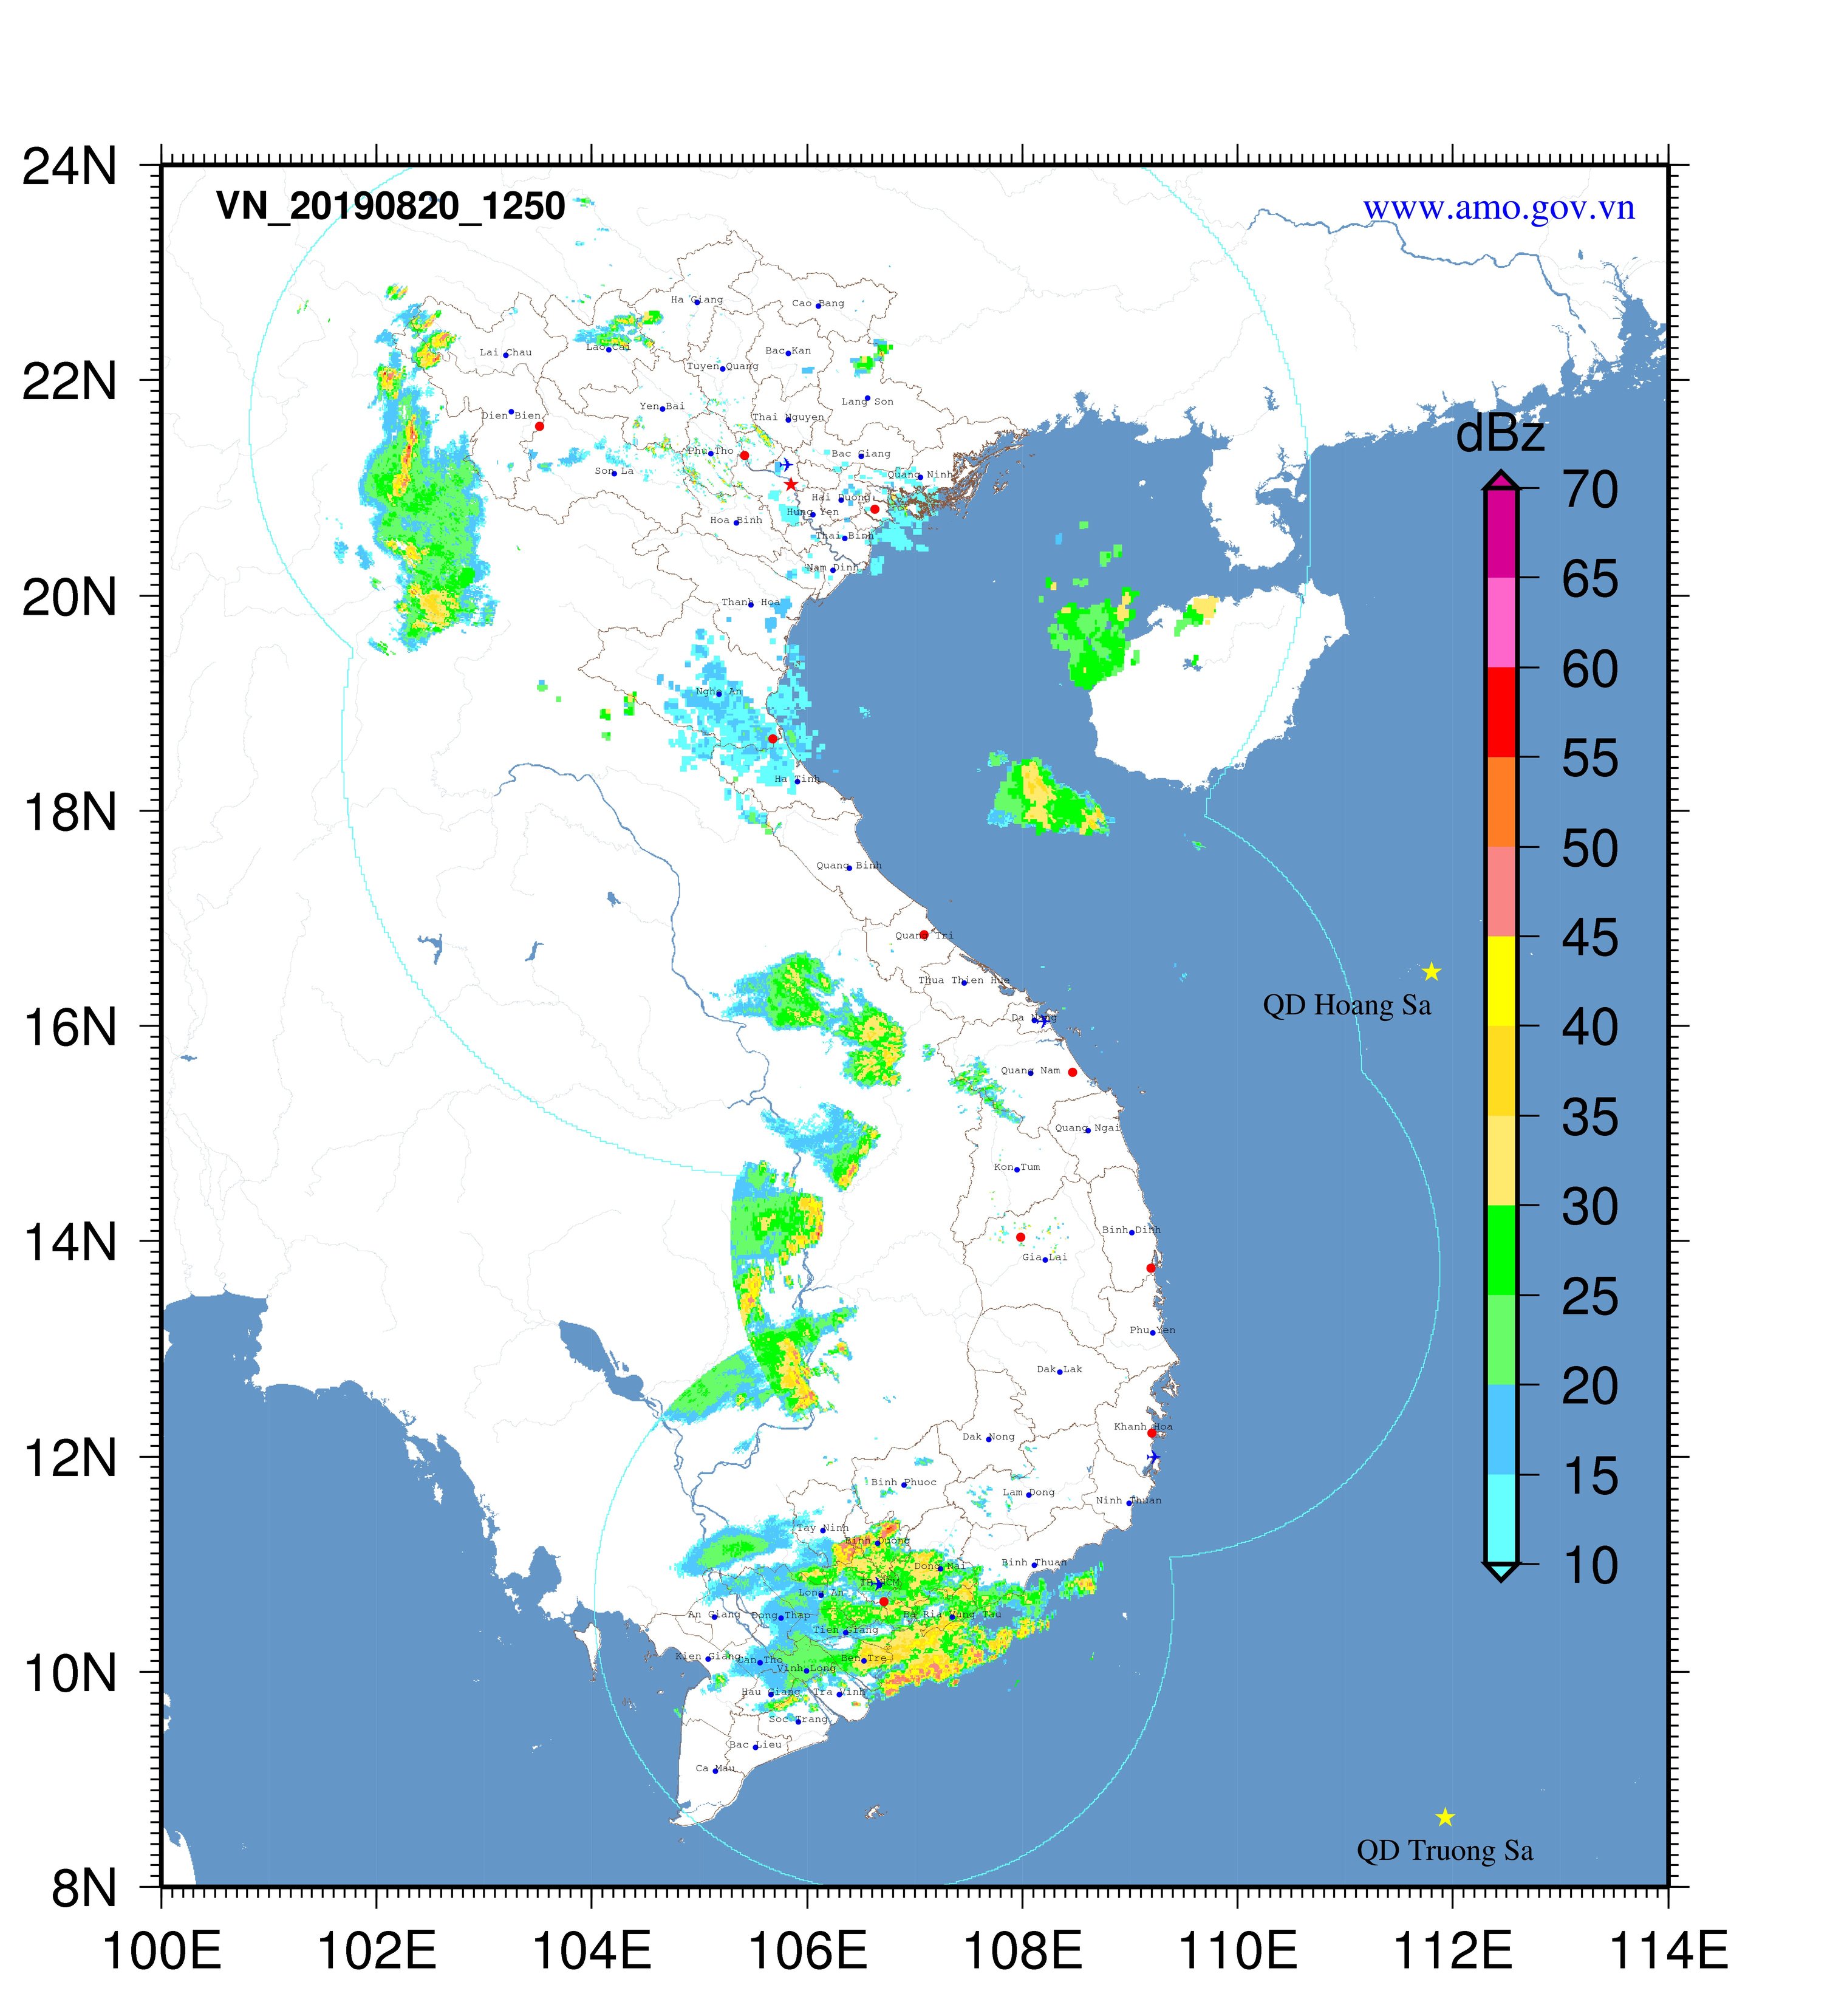 24N
VN_20190820_1250
www.amo.gov.vn
Ha Giang
Cao Bang
Lai Chau
Lao Cai
Bac Kan
22N
Tuyen Quang
Lang Son
Yen Bai
Dien Bien
Thai Nguyen
dBz
Phu Tho
Bac Giang
Son La
Quang Ninh
70
Hai Duong
Hung Yen
Hoa Binh
Thai Binh
Nam Dinh
65
20N
Thanh Hoa
60
Nghe An
55
Ha Tinh
18N
50
Quang Binh
45
Quang Tri
Thua Thien Hue
QD Hoang Sa
Da Nang
16N
40
Quang Nam
35
Quang Ngai
Kon Tum
30
14N
Binh Dinh
Gia Lai
25
Phu Yen
Dak Lak
20
Khanh Hoa
Dak Nong
12N
15
Binh Phuoc
Lam Dong
Ninh Thuan
Tay Ninh
Binh Duong
Binh Thuan
Dong Nai
10
TP.HCM
Long An
An Giang
Dong Thap
Ba Ria Vung Tau
Tien Giang
Kien Giang
Can Tho
Ben Tre
Vinh Long
10N
Hau Giang
Tra Vinh
Soc Trang
Bac Lieu
Ca Mau
QD Truong Sa
8N
100E
102E
104E
106E
108E
110E
112E
114E